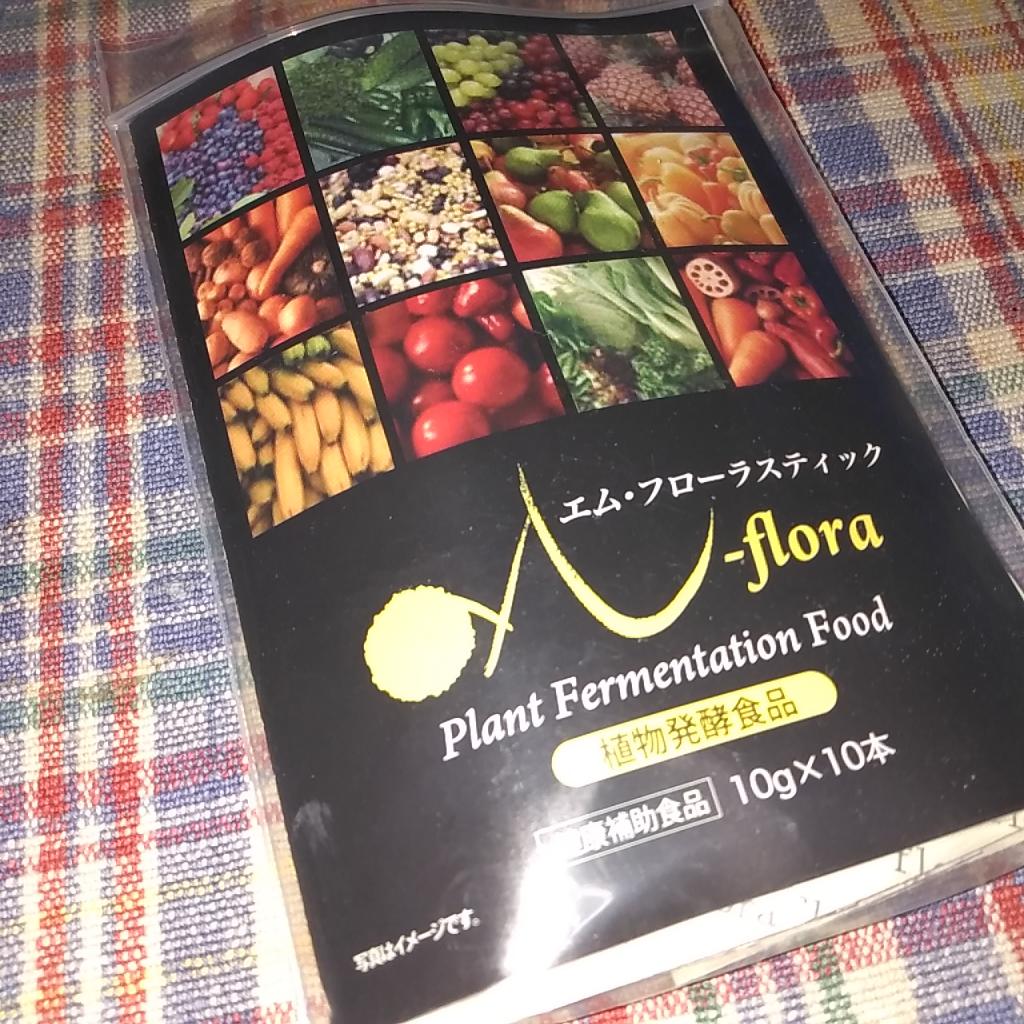 エム・フローラスティック
M-flora
Plant Fermentation Food
植物発酵食品
健康補助食品 10g×10本
写真はイメージです。